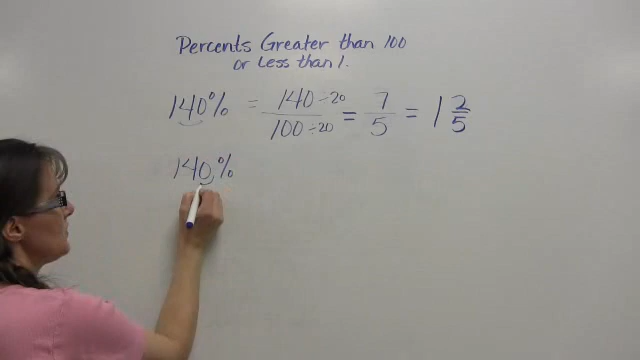 Percents Greater than 100
or Less than 1.
140% = 140÷20 / 100÷20 = 7/5 = 1 2/5
140%